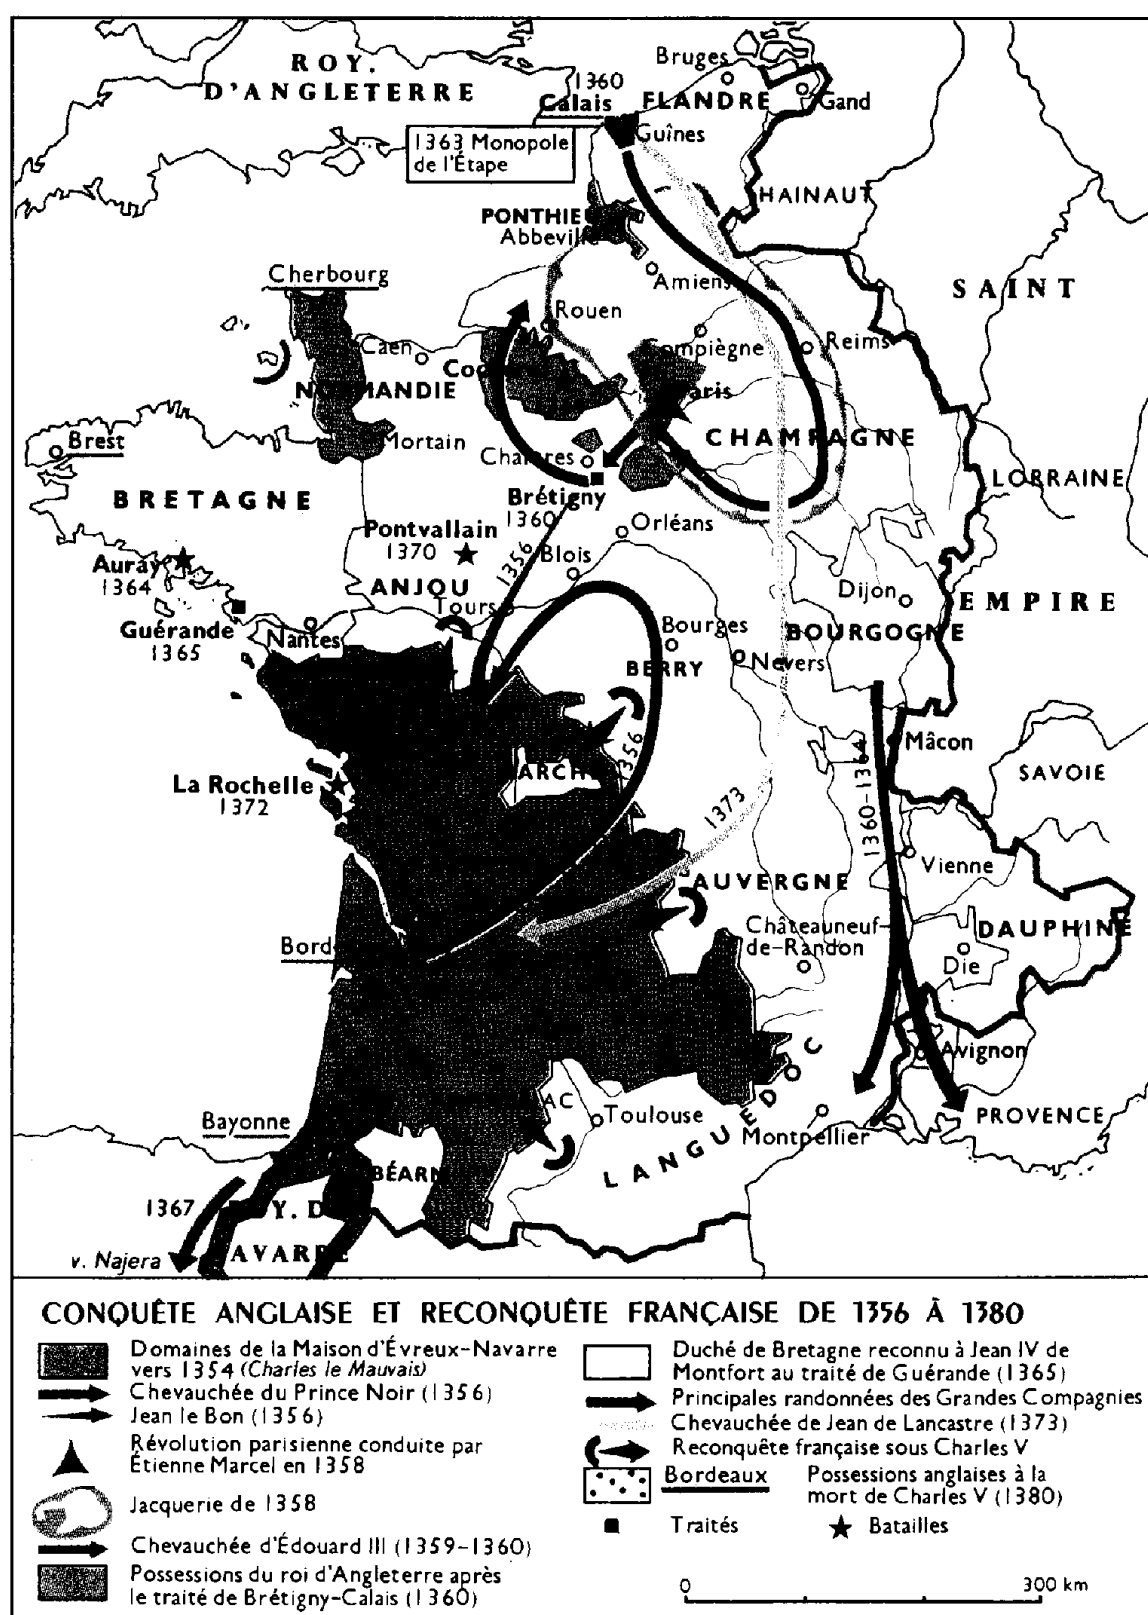 ROY.
D'ANGLETERRE
1360
Calais
Bruges
FLANDRE
Gand
Guînes
1363 Monopole
de l'Étape
HAINAUT
PONTHIE
Abbeville
Amiens
SAINT
Cherbourg
Rouen
Caen
Compiègne
Reims
NORMANDIE
Paris
Mortain
CHAMPAGNE
Brest
Chartres
LORRAINE
BRETAGNE
Brétigny
1360
Pontvallain
1370
Orléans
1356
Blois
Auray
1364
ANJOU
Tours
Dijon
EMPIRE
Guérande
1365
Nantes
Bourges
BOURGOGNE
BERRY
Nevers
Mâcon
1356
ARCH
SAVOIE
La Rochelle
1372
1373
1360-1364
Vienne
AUVERGNE
Châteauneuf-
de-Randon
DAUPHINÉ
Bord
Die
Avignon
AC
Toulouse
LANGUEDOC
Montpellier
PROVENCE
Bayonne
BÉARN
1367
ROY. D
NAVARRE
v. Najera
CONQUÊTE ANGLAISE ET RECONQUÊTE FRANÇAISE DE 1356 À 1380
Domaines de la Maison d'Évreux-Navarre
vers 1354 (Charles le Mauvais)
Chevauchée du Prince Noir (1356)
Jean le Bon (1356)
Révolution parisienne conduite par
Étienne Marcel en 1358
Jacquerie de 1358
Chevauchée d'Édouard III (1359-1360)
Possessions du roi d'Angleterre après
le traité de Brétigny-Calais (1360)
Duché de Bretagne reconnu à Jean IV de
Montfort au traité de Guérande (1365)
Principales randonnées des Grandes Compagnies
Chevauchée de Jean de Lancastre (1373)
Reconquête française sous Charles V
Bordeaux Possessions anglaises à la
mort de Charles V (1380)
Traités Batailles
0 300 km